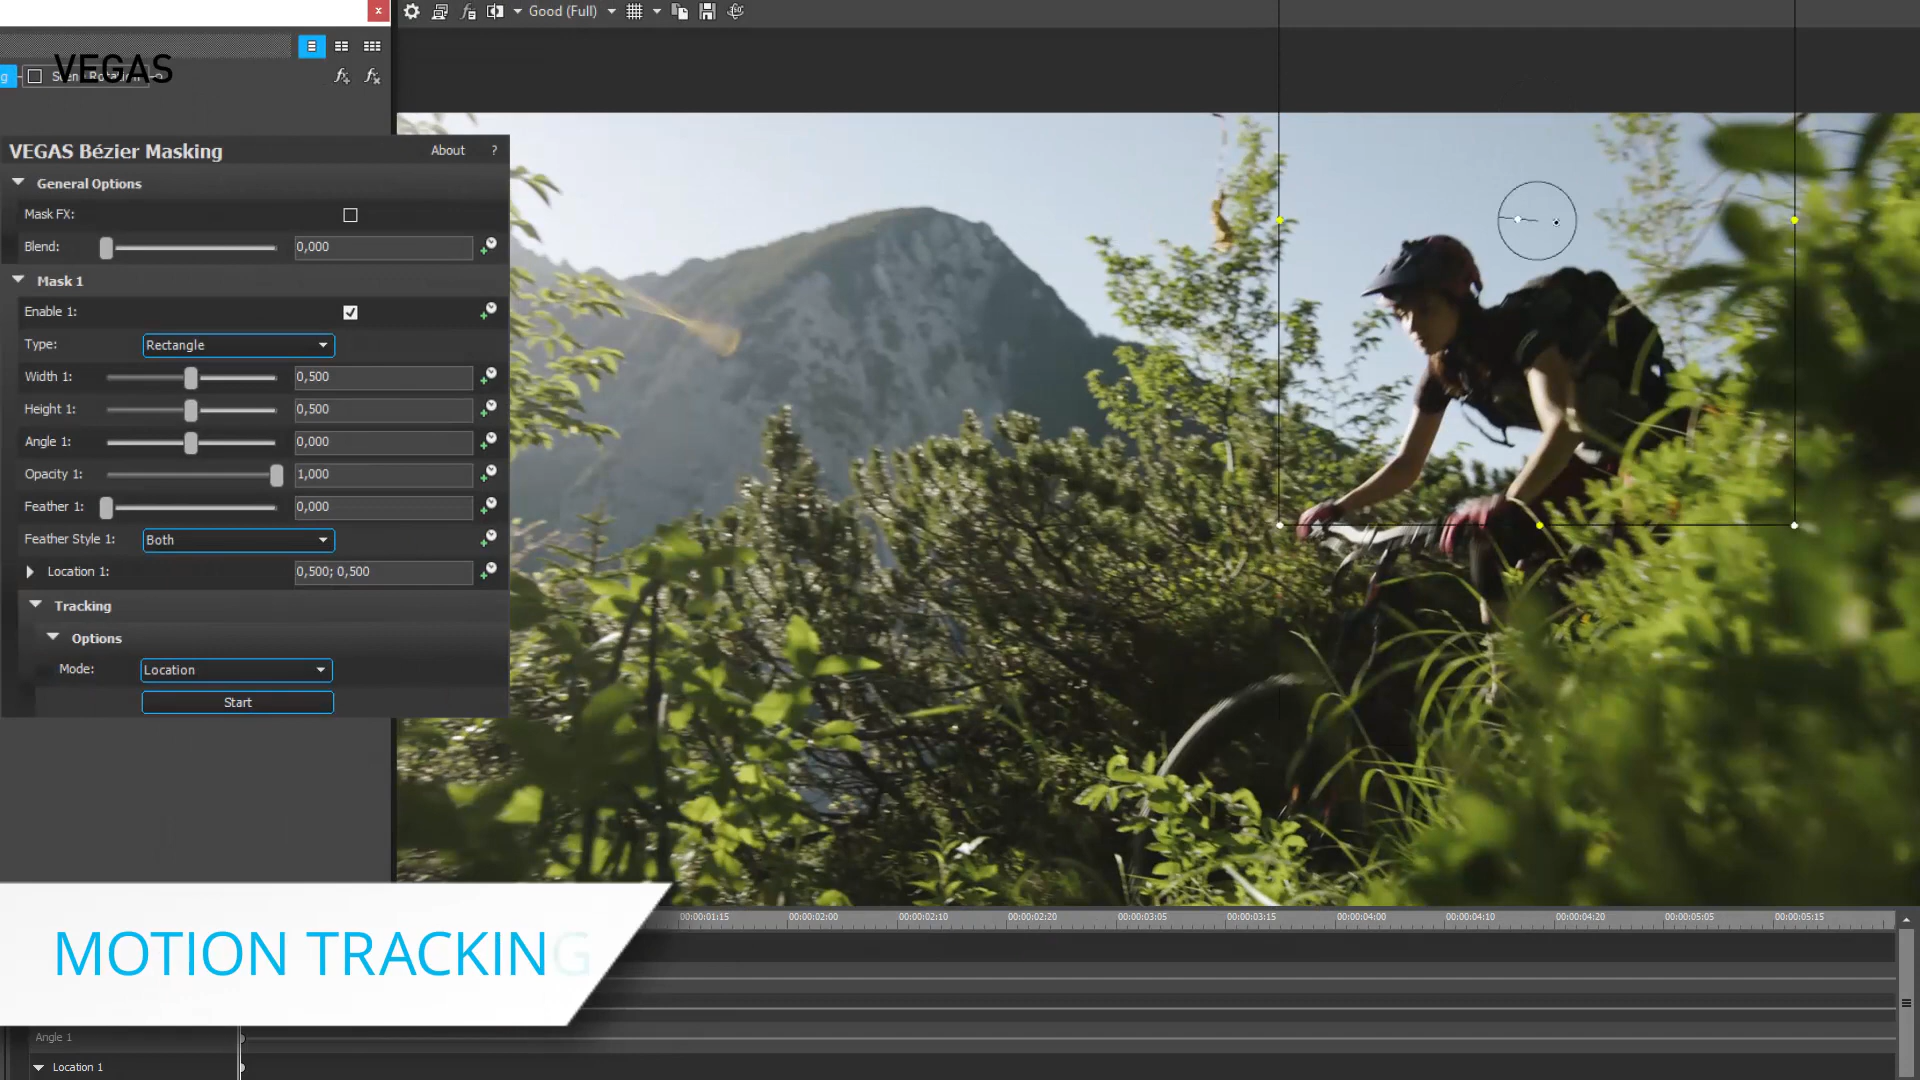 Good (Full)
VEGAS
g
Scene Rotation
VEGAS Bézier Masking
About
?
General Options
Mask FX:
Blend:
0,000
Mask 1
Enable 1:
Type:
Rectangle
Width 1:
0,500
Height 1:
0,500
Angle 1:
0,000
Opacity 1:
1,000
Feather 1:
0,000
Feather Style 1:
Both
Location 1:
0,500; 0,500
Tracking
Options
Mode:
Location
Start
00:00:01:15
00:00:02:00
00:00:02:10
00:00:02:20
00:00:03:05
00:00:03:15
00:00:04:00
00:00:04:10
00:00:04:20
00:00:05:05
00:00:05:15
MOTION TRACKING
Angle 1
Location 1